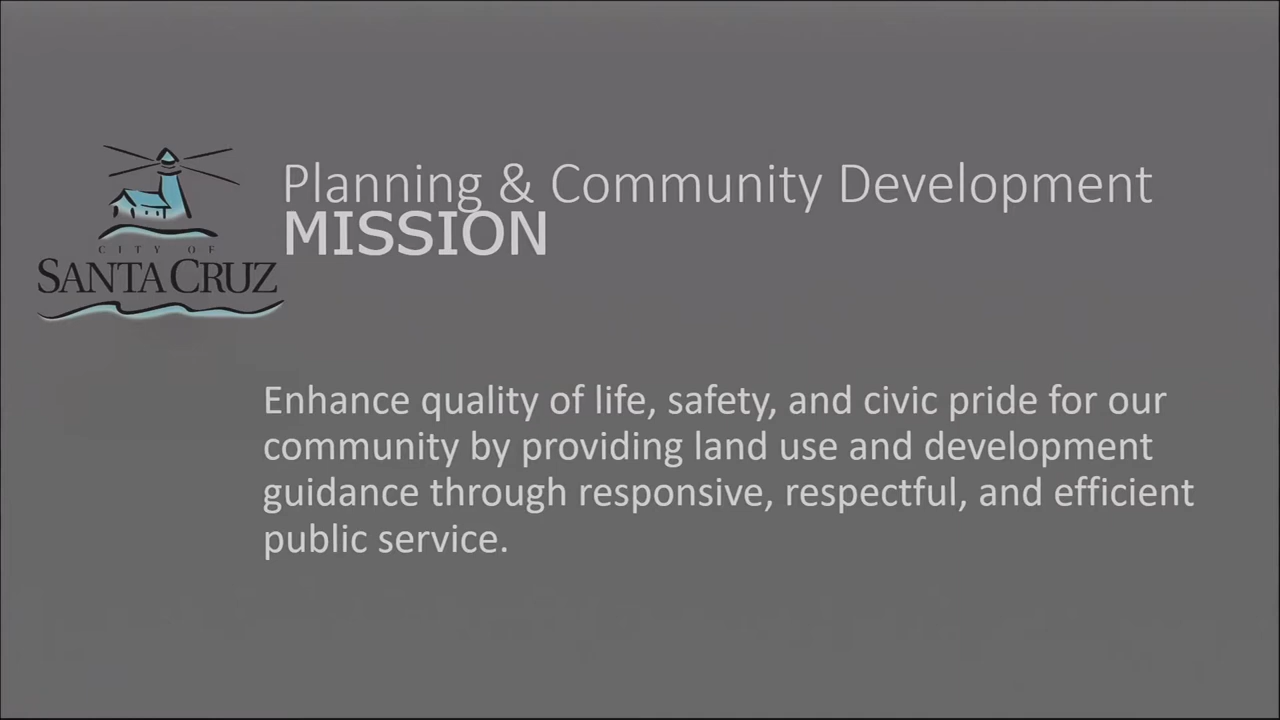 CITY OF
SANTA CRUZ
Planning & Community Development
MISSION
Enhance quality of life, safety, and civic pride for our
community by providing land use and development
guidance through responsive, respectful, and efficient
public service.